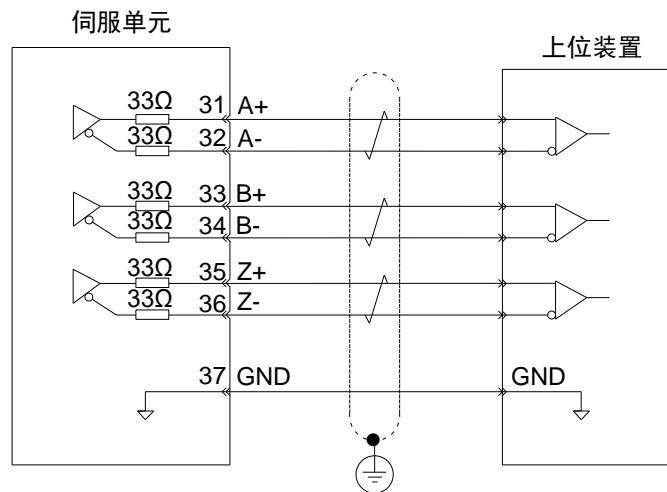 伺服单元
上位装置
33Ω 31 A+
33Ω 32 A-
33Ω 33 B+
33Ω 34 B-
33Ω 35 Z+
33Ω 36 Z-
37 GND GND